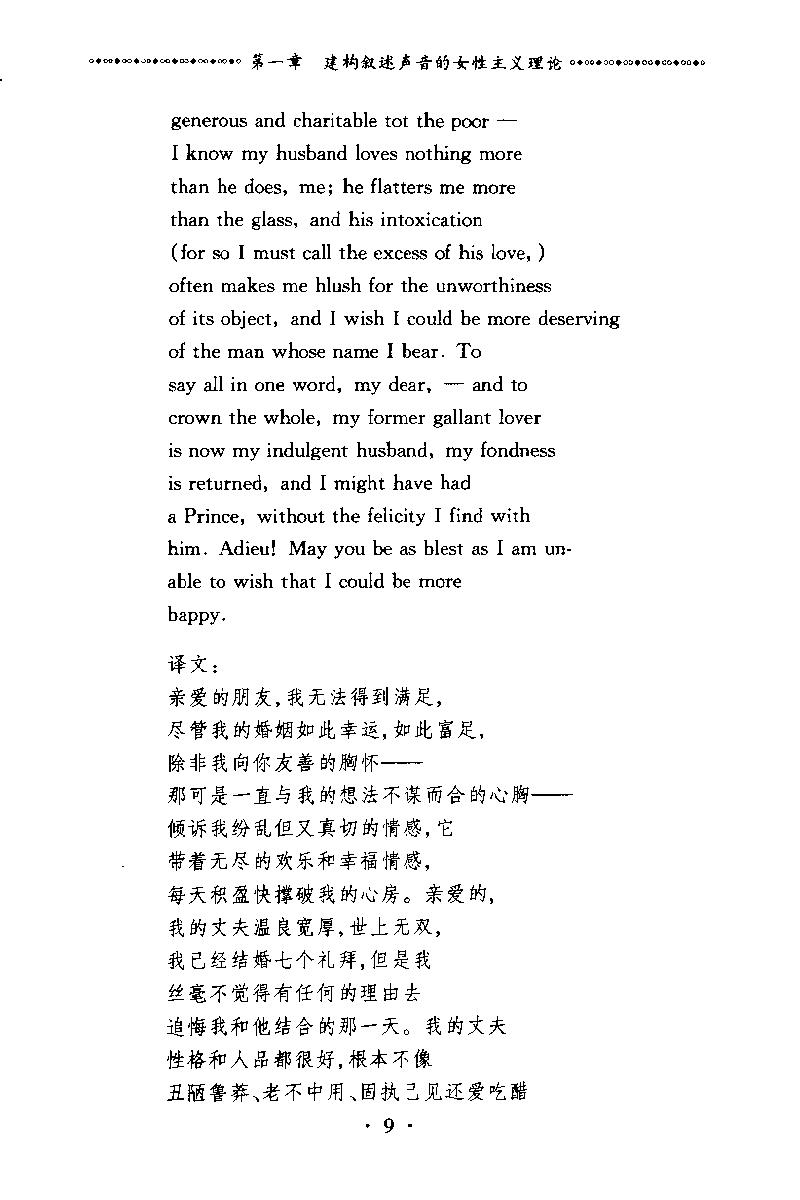 第一章 建构叙述声音的女性主义理论
generous and charitable tot the poor —
I know my husband loves nothing more
than he does, me; he flatters me more
than the glass, and his intoxication
(for so I must call the excess of his love,)
often makes me hlush for the unworthiness
of its object, and I wish I could be more deserving
of the man whose name I bear. To
say all in one word, my dear, — and to
crown the whole, my former gallant lover
is now my indulgent husband, my fondness
is returned, and I might have had
a Prince, without the felicity I find with
him. Adieu! May you be as blest as I am un-
able to wish that I could be more
bappy.
译文:
亲爱的朋友,我无法得到满足,
尽管我的婚姻如此幸运,如此富足,
除非我向你友善的胸怀——
那可是一直与我的想法不谋而合的心胸——
倾诉我纷乱但又真切的情感,它
带着无尽的欢乐和幸福情感,
每天积盈快撑破我的心房。亲爱的,
我的丈夫温良宽厚,世上无双,
我已经结婚七个礼拜,但是我
丝毫不觉得有任何的理由去
追悔我和他结合的那一天。我的丈夫
性格和人品都很好,根本不像
丑陋鲁莽、老不中用、固执己见还爱吃醋
· 9 ·